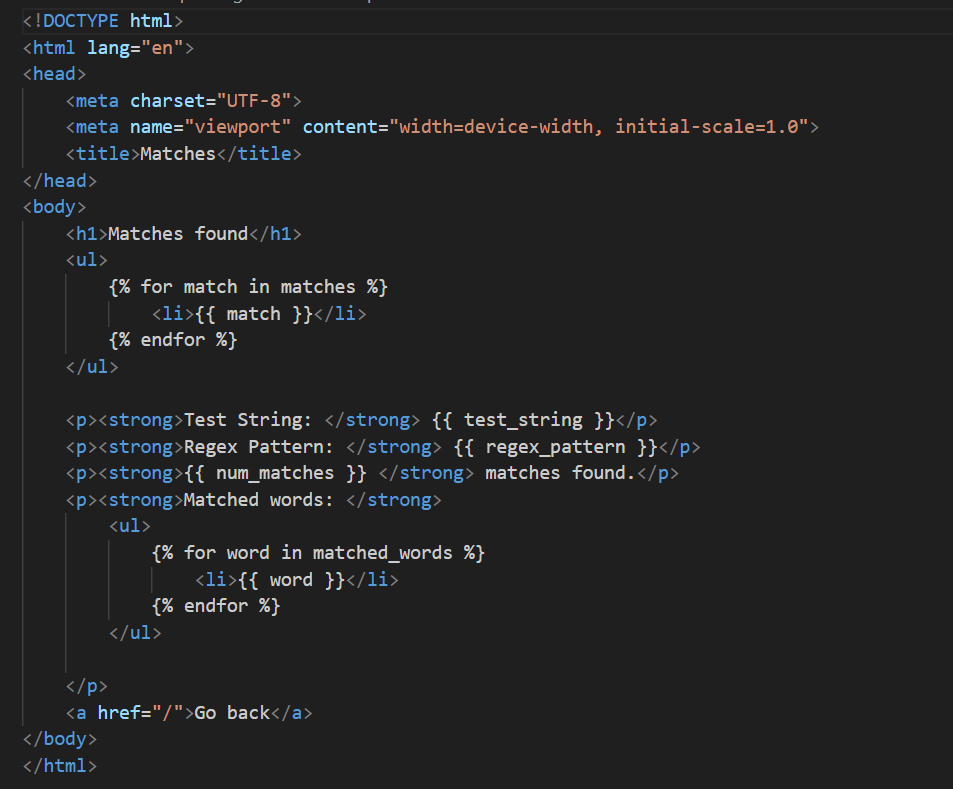 <!DOCTYPE html>
<html lang="en">
<head>
    <meta charset="UTF-8">
    <meta name="viewport" content="width=device-width, initial-scale=1.0">
    <title>Matches</title>
</head>
<body>
    <h1>Matches found</h1>
    <ul>
        {% for match in matches %}
            <li>{{ match }}</li>
        {% endfor %}
    </ul>

    <p><strong>Test String: </strong> {{ test_string }}</p>
    <p><strong>Regex Pattern: </strong> {{ regex_pattern }}</p>
    <p><strong>{{ num_matches }} </strong> matches found.</p>
    <p><strong>Matched words: </strong>
        <ul>
            {% for word in matched_words %}
                <li>{{ word }}</li>
            {% endfor %}
        </ul>

    </p>
    <a href="/">Go back</a>
</body>
</html>